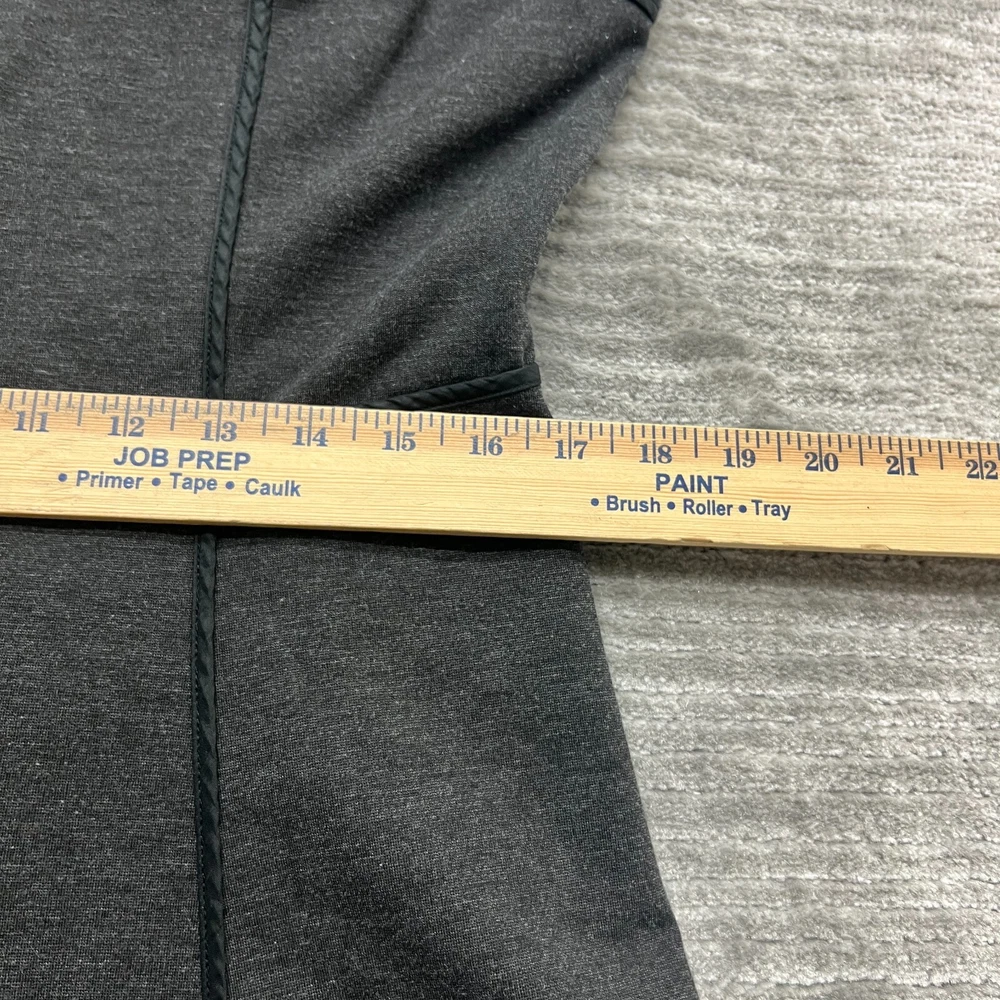 11 12 13 14 15 16 17 18 19 20 21 22
JOB PREP
• Primer • Tape • Caulk
PAINT
• Brush • Roller • Tray